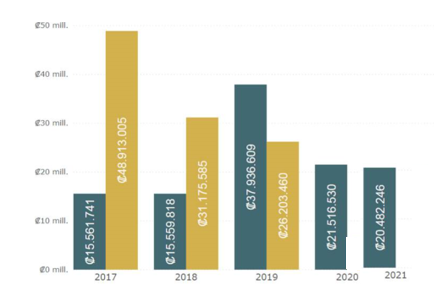 ₡50 mill.
₡40 mill.
₡30 mill.
₡20 mill.
₡10 mill.
₡0 mill.
₡15.561.741
₡48.913.005
₡15.559.818
₡31.175.585
₡37.936.609
₡26.203.460
₡21.516.530
₡20.482.246
2017
2018
2019
2020
2021